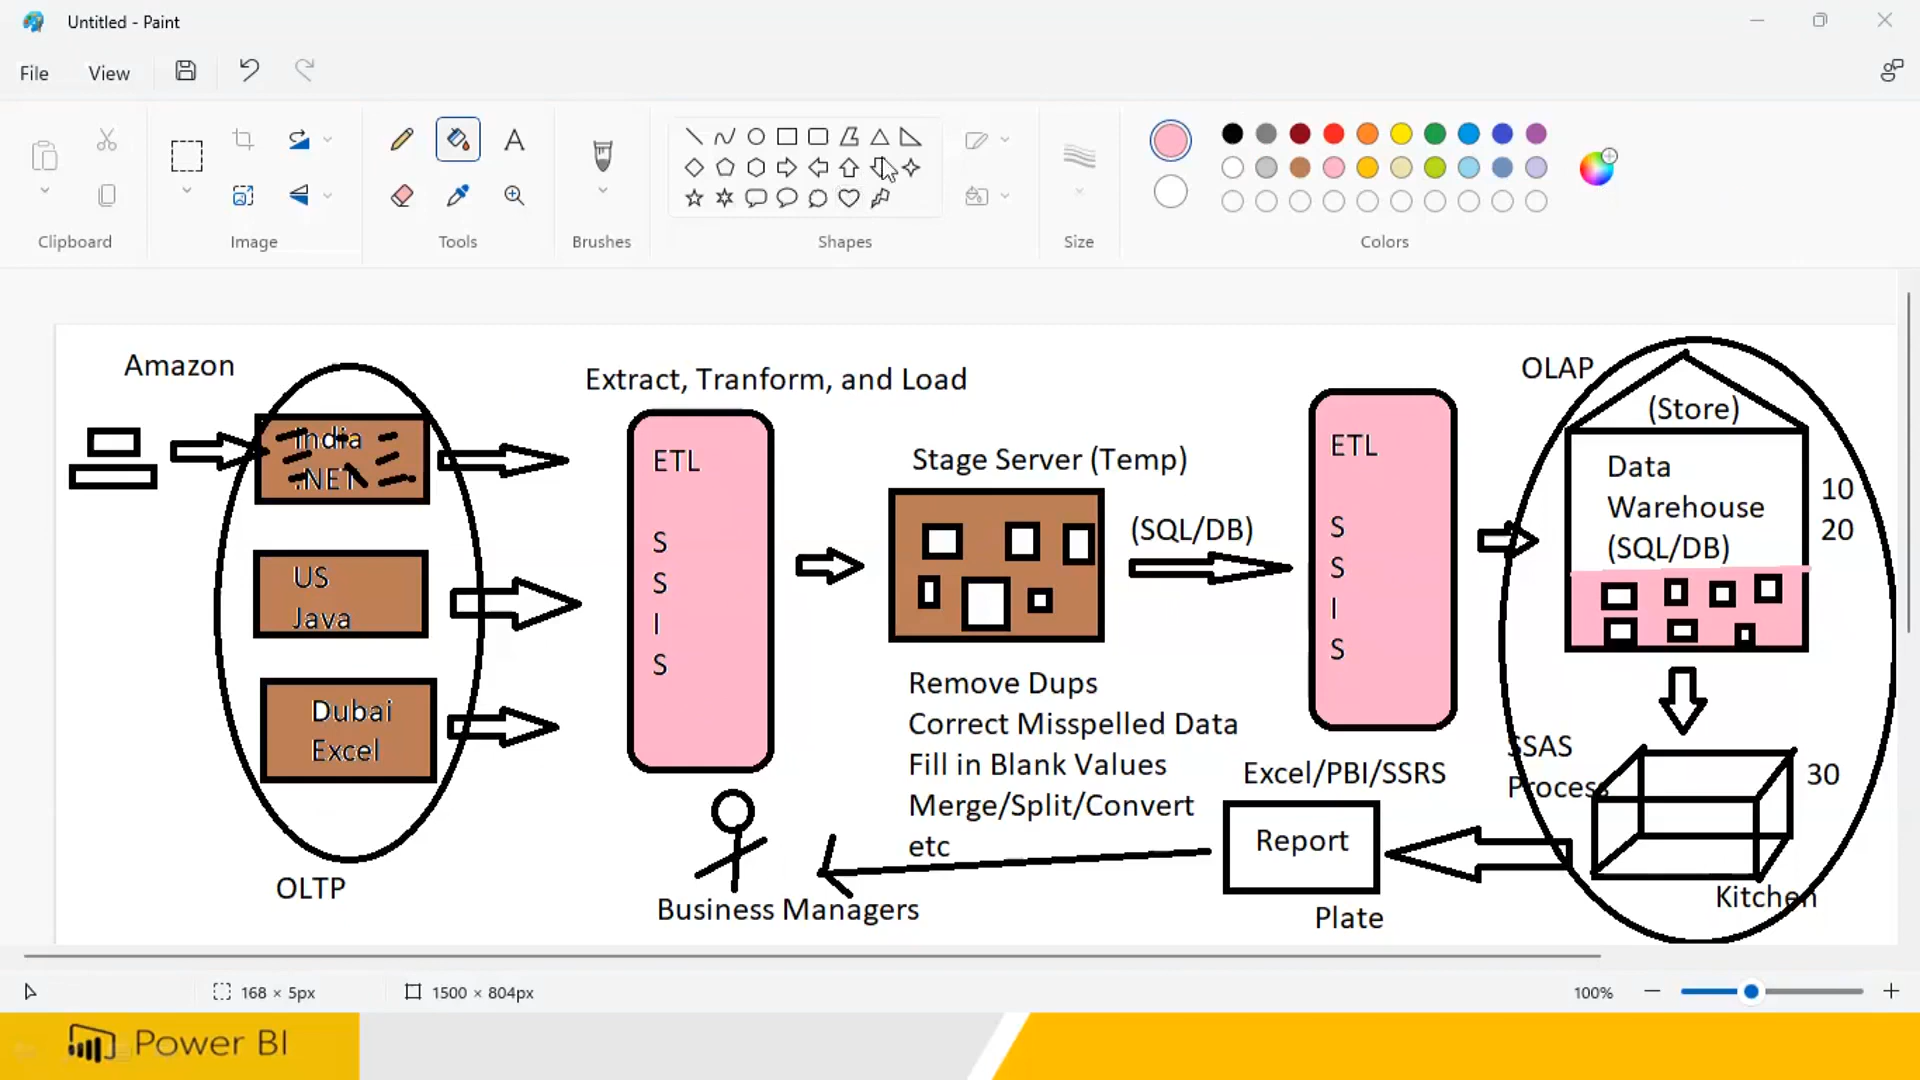 Untitled - Paint
File
View
Clipboard
Image
Tools
Brushes
Shapes
Size
Colors
Amazon
India
.NET
US
Java
Dubai
Excel
OLTP
Extract, Tranform, and Load
ETL
S
S
I
S
Stage Server (Temp)
(SQL/DB)
Remove Dups
Correct Misspelled Data
Fill in Blank Values
Merge/Split/Convert
etc
Business Managers
ETL
S
S
I
S
Excel/PBI/SSRS
Report
Plate
OLAP
(Store)
Data
Warehouse
(SQL/DB)
10
20
SSAS
Process
30
Kitchen
168 × 5px
1500 × 804px
100%
Power BI